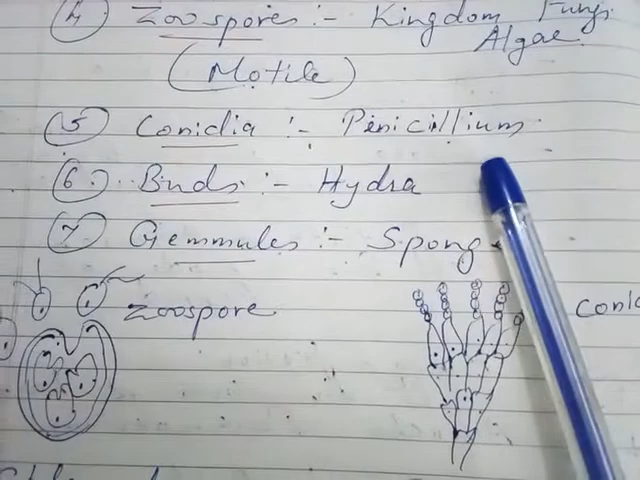 (4) Zoospores :- Kingdom Fungi
Algae
(Motile)
(5) Conidia :- Penicillium
(6) Buds :- Hydra
(7) Gemmules :- Spong
Zoospore
conid